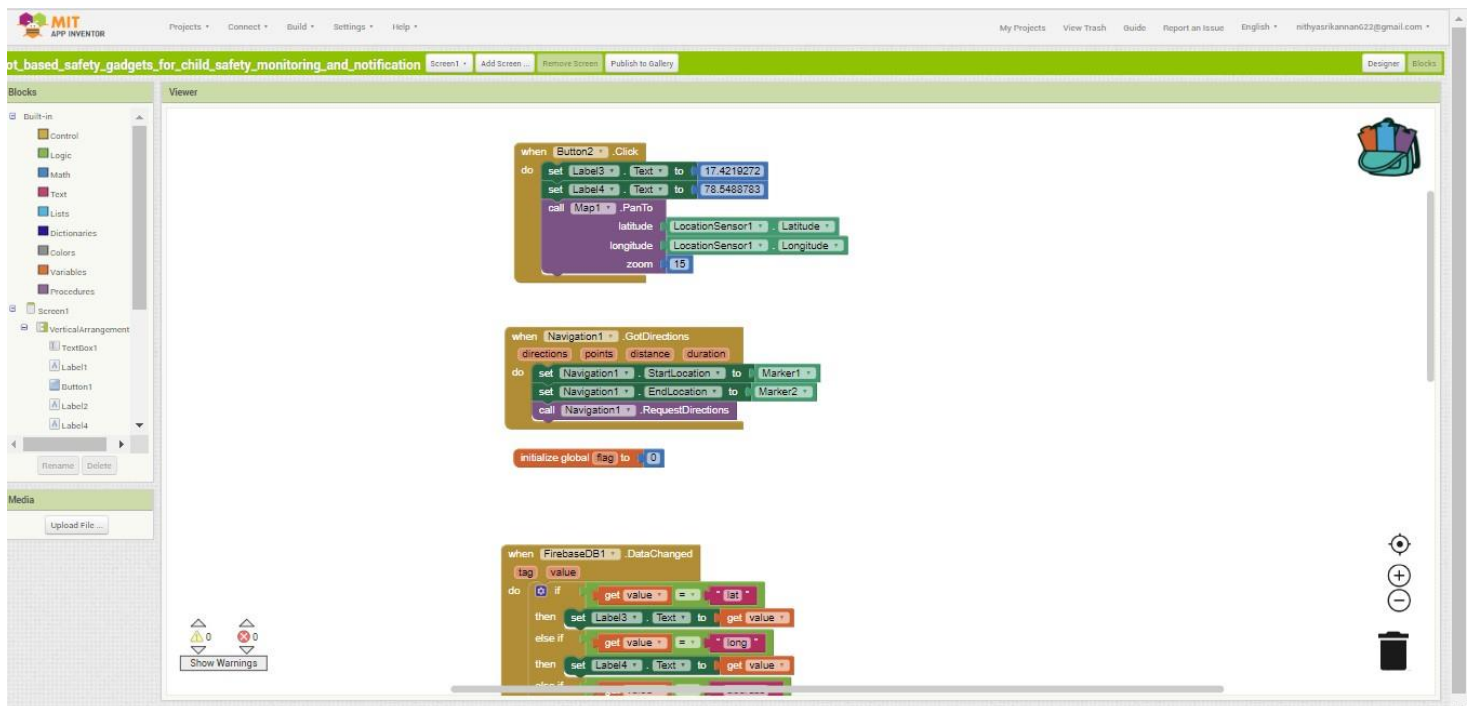 MIT
APP INVENTOR
Projects Connect Build Settings Help My Projects View Trash Guide Report an Issue English nithyasrikannan622@gmail.com
ot_based_safety_gadgets_for_child_safety_monitoring_and_notification Screen1 Add Screen ... Remove Screen Publish to Gallery Designer Blocks
Blocks
Built-in
Control
Logic
Math
Text
Lists
Dictionaries
Colors
Variables
Procedures
Screen1
VerticalArrangement
TextBox1
Label1
Button1
Label2
Label4
Rename Delete
Media
Upload File ...
Viewer
when Button2 .Click
do set Label3 . Text to 17.4219272
set Label4 . Text to 78.5488783
call Map1 .PanTo
latitude LocationSensor1 . Latitude
longitude LocationSensor1 . Longitude
zoom 15
when Navigation1 .GotDirections
directions points distance duration
do set Navigation1 . StartLocation to Marker1
set Navigation1 . EndLocation to Marker2
call Navigation1 .RequestDirections
initialize global flag to 0
when FirebaseDB1 .DataChanged
tag value
do if get value = " lat "
then set Label3 . Text to get value
else if get value = " long "
then set Label4 . Text to get value
0 0
Show Warnings